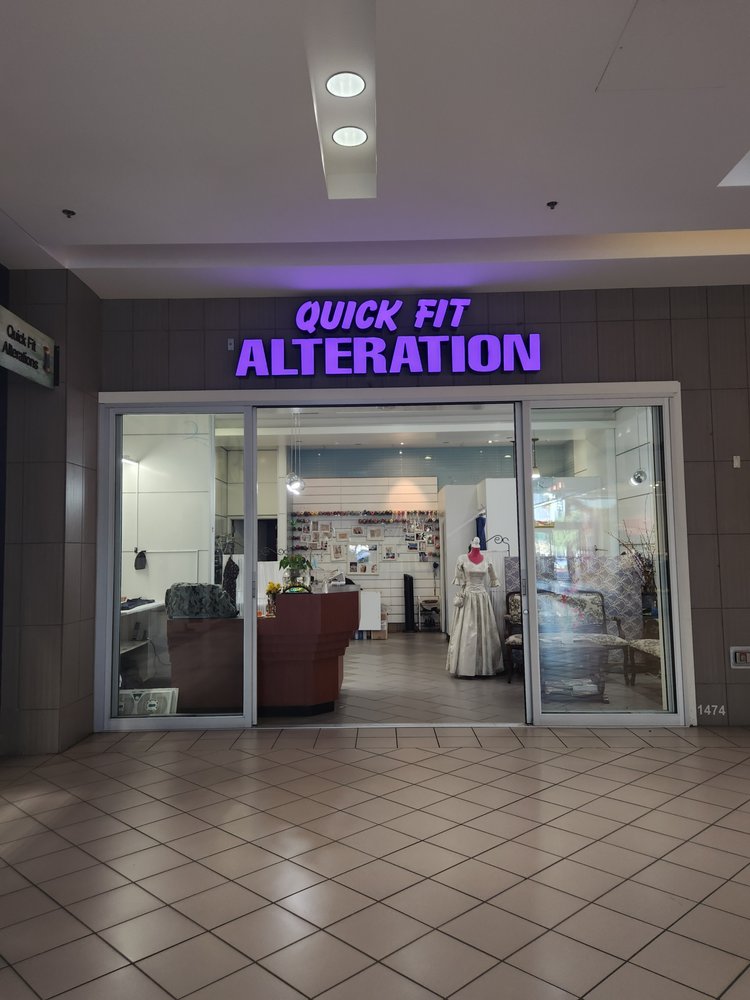 QUICK FIT
ALTERATION
Quick Fit
Alterations
1474